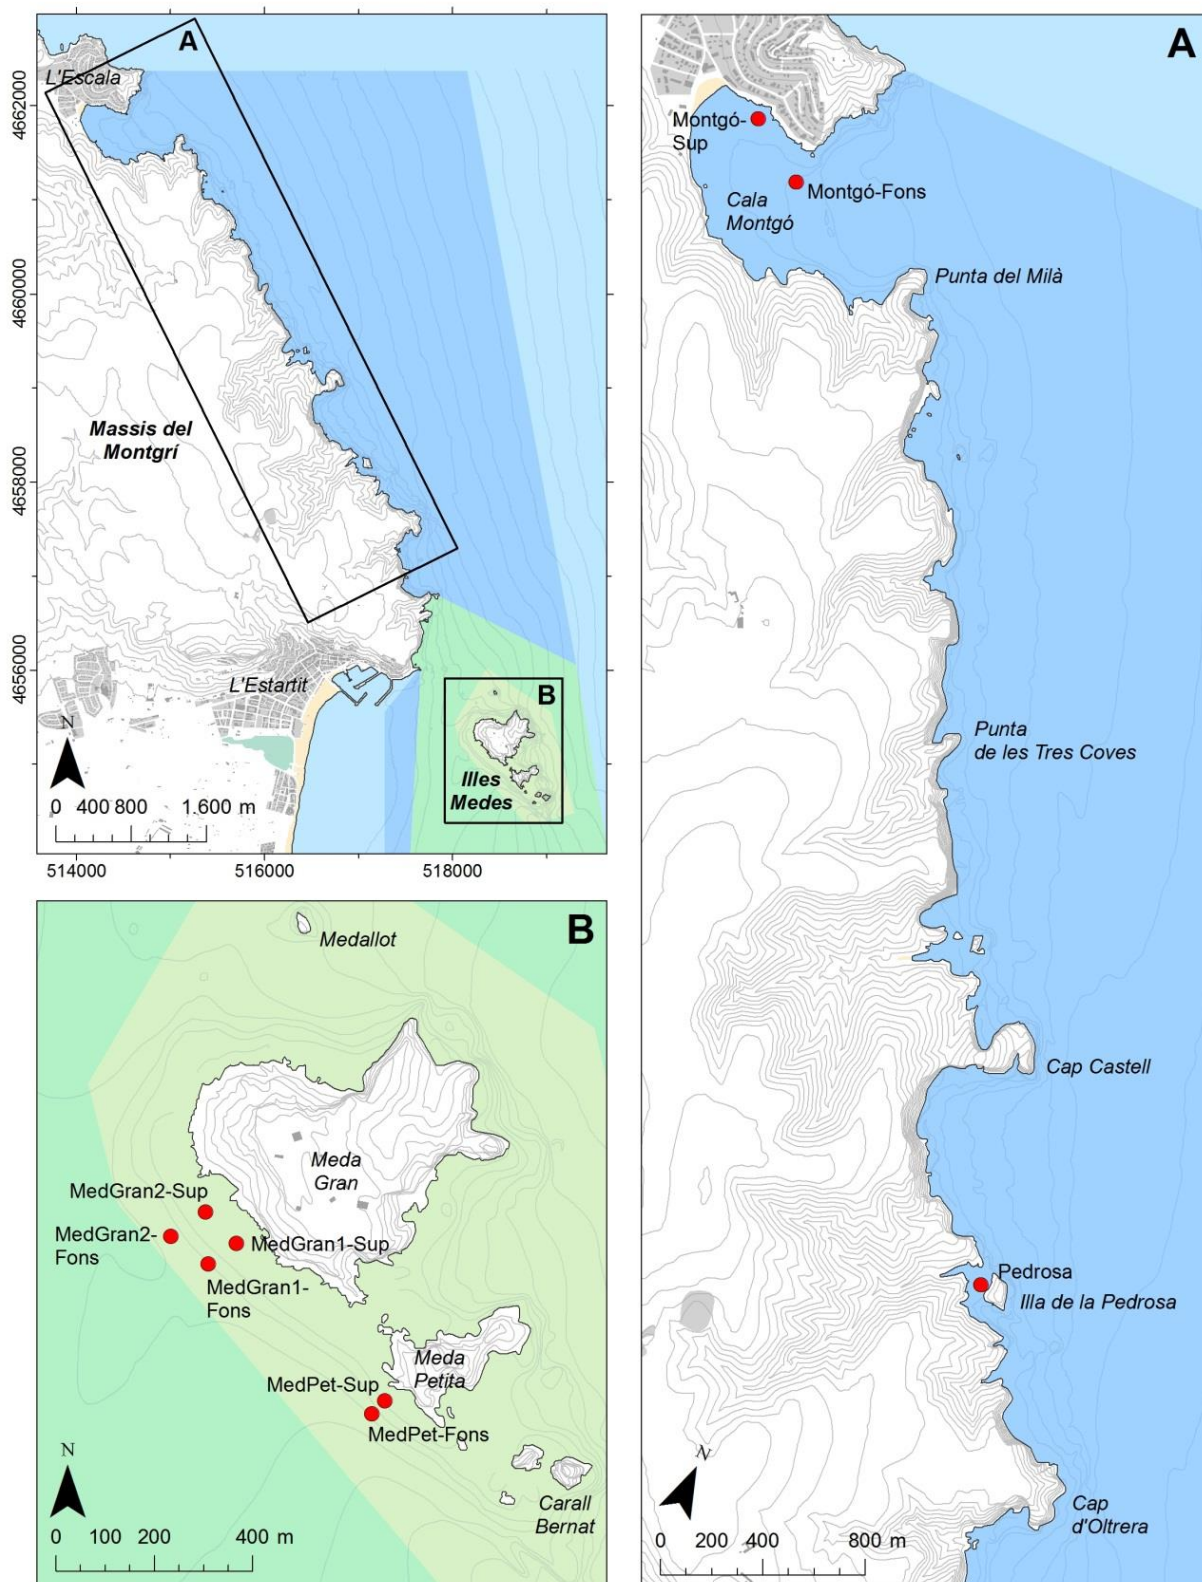 A
L'Escala
4662000
4660000
4658000
4656000
Massis del
Montgrí
L'Estartit
B
Illes
Medes
N
0 400 800 1.600 m
514000 516000 518000
B
Medallot
Meda
Gran
MedGran2-Sup
MedGran2-
Fons
MedGran1-Sup
MedGran1-
Fons
Meda
Petita
MedPet-Sup
MedPet-Fons
Carall
Bernat
N
0 100 200 400 m
A
Montgó-
Sup
Montgó-Fons
Cala
Montgó
Punta del Milà
Punta
de les Tres Coves
Cap Castell
Pedrosa
Illa de la Pedrosa
Cap
d'Oltrera
N
0 200 400 800 m